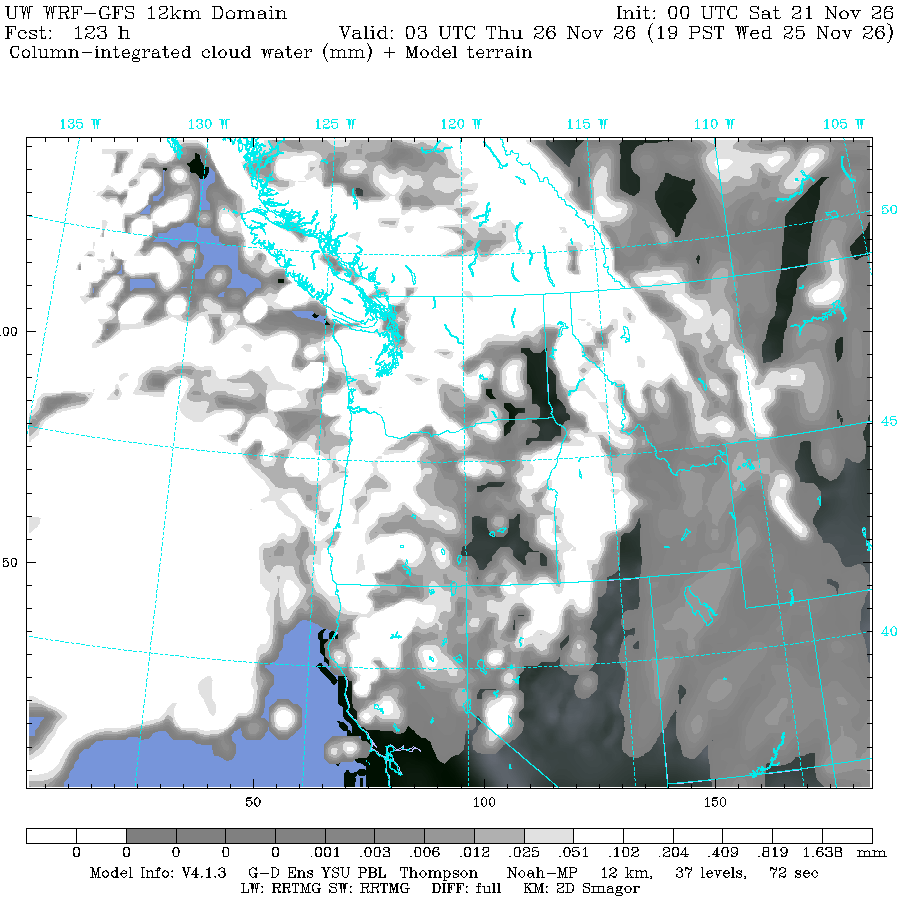 UW WRF-GFS 12km Domain Init: 00 UTC Sat 21 Nov 26
Fcst: 123 h Valid: 03 UTC Thu 26 Nov 26 (19 PST Wed 25 Nov 26)
Column-integrated cloud water (mm) + Model terrain
135 W 130 W 125 W 120 W 115 W 110 W 105 W
50
00
45
50
40
50 100 150
0 0 0 0 .001 .003 .006 .012 .025 .051 .102 .204 .409 .819 1.638 mm
Model Info: V4.1.3 G-D Ens YSU PBL Thompson Noah-MP 12 km, 37 levels, 72 sec
LW: RRTMG SW: RRTMG DIFF: full KM: 2D Smagor